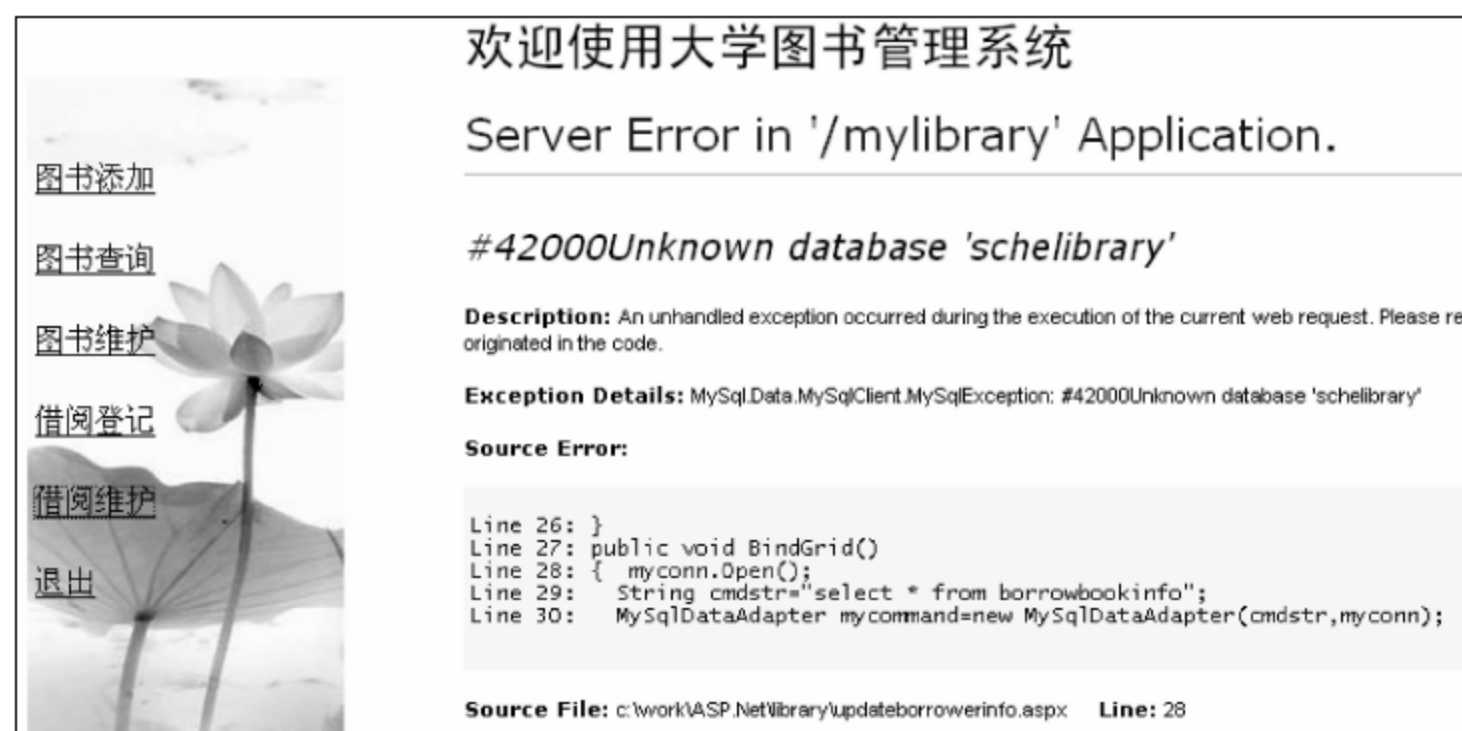 欢迎使用大学图书管理系统
Server Error in '/mylibrary' Application.
图书添加
图书查询
图书维护
借阅登记
借阅维护
退出
#42000Unknown database 'schelibrary'
Description: An unhandled exception occurred during the execution of the current web request. Please re
originated in the code.
Exception Details: MySql.Data.MySqlClient.MySqlException: #42000Unknown database 'schelibrary'
Source Error:
Line 26: }
Line 27: public void BindGrid()
Line 28: {  myconn.Open();
Line 29:   String cmdstr="select * from borrowbookinfo";
Line 30:   MySqlDataAdapter mycommand=new MySqlDataAdapter(cmdstr,myconn);
Source File: c:\work\ASP.Net\library\updateborrowerinfo.aspx    Line: 28